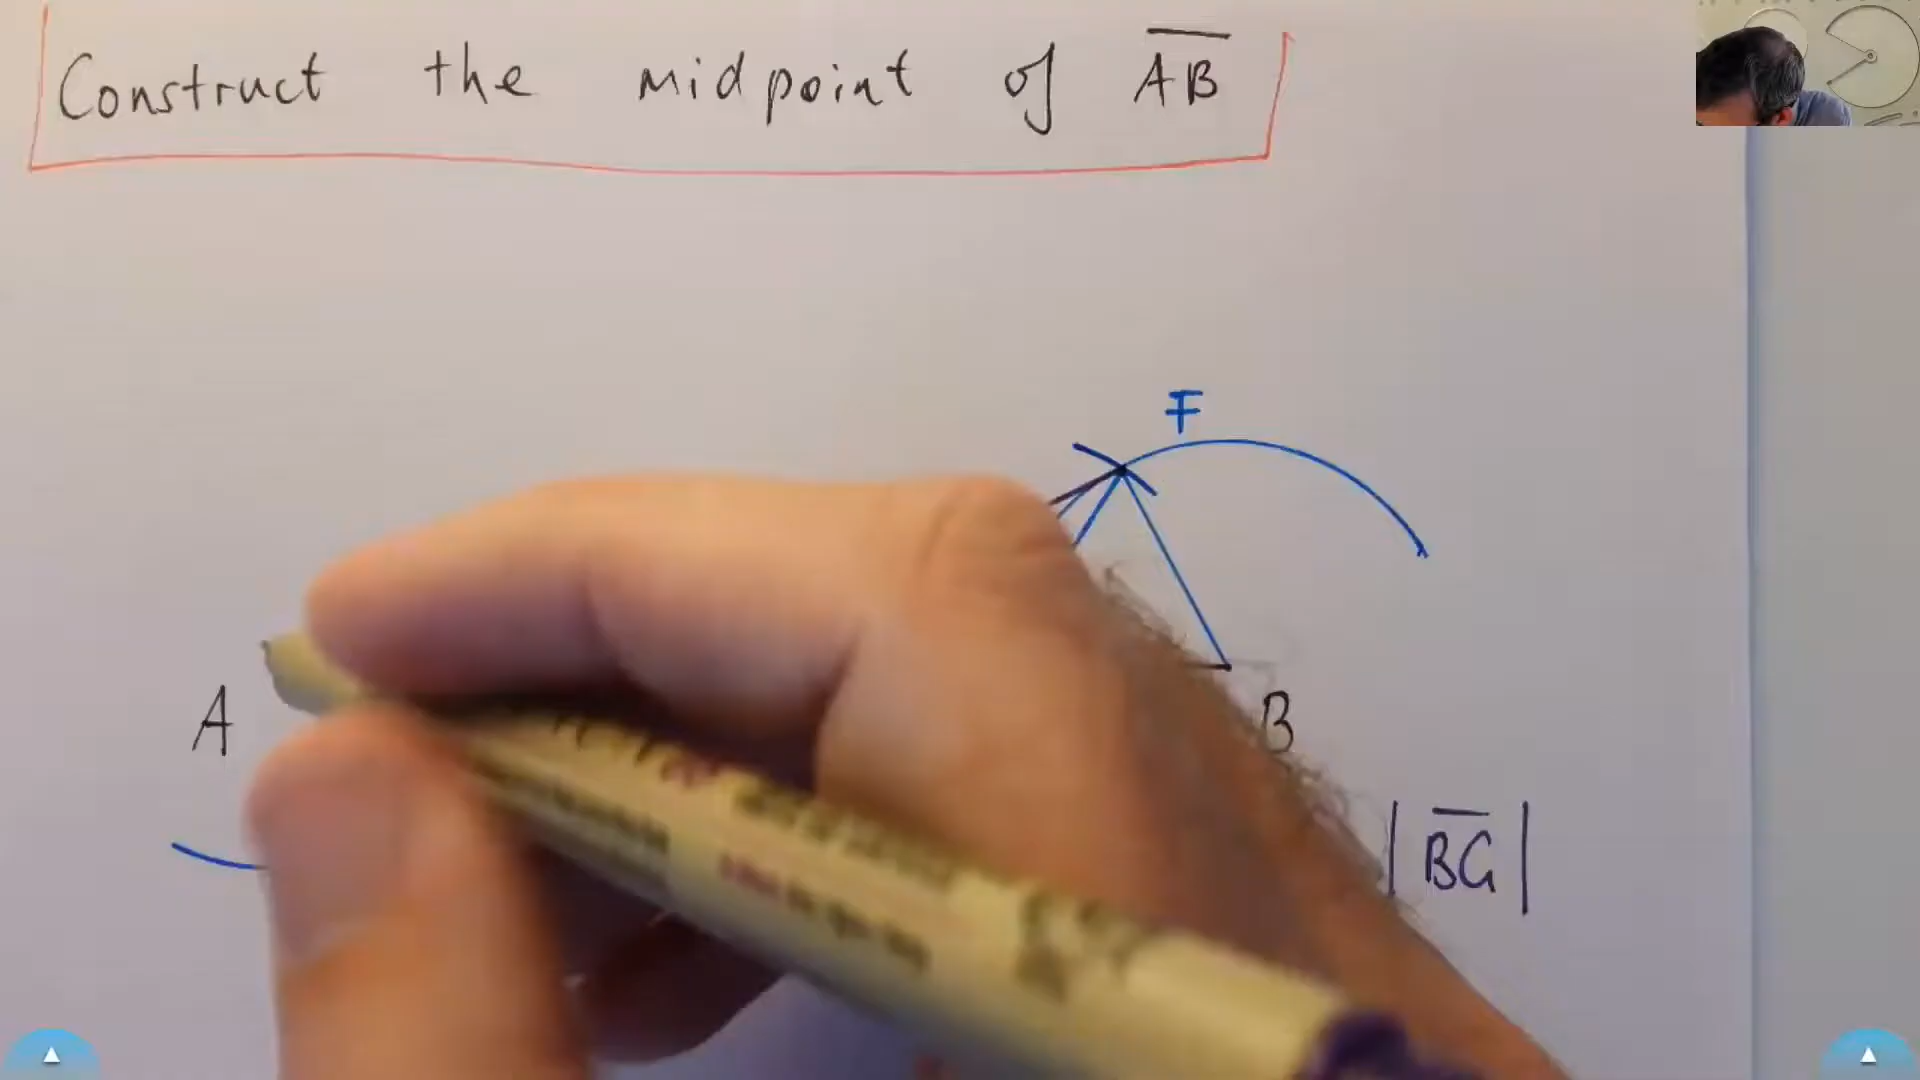 Construct the midpoint of AB
F
A
B
|BG|